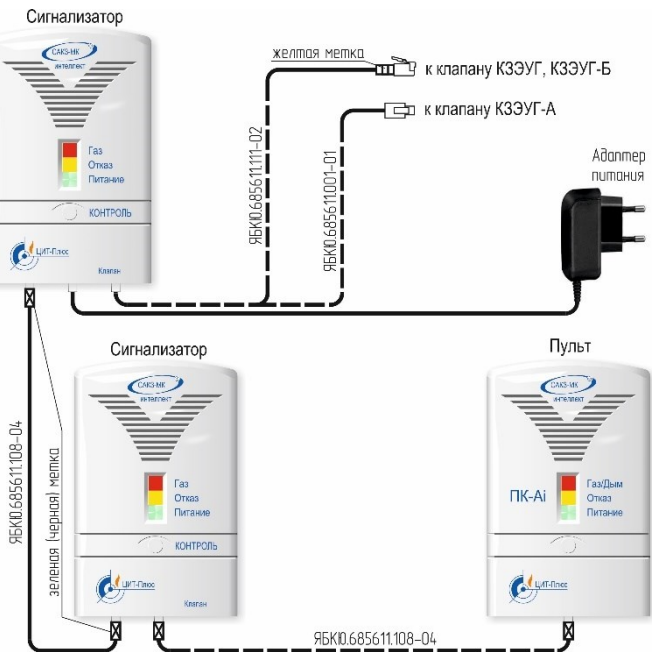 Сигнализатор
САКЗ-МК
интеллект
Газ
Отказ
Питание
КОНТРОЛЬ
ЦИТ-Плюс
Клапан
желтая метка
к клапану КЗЭУГ, КЗЭУГ-Б
к клапану КЗЭУГ-А
ЯБКЮ.685611.111-02
ЯБКЮ.685611.001-01
Адаптер
питания
ЯБКЮ.685611.108-04
зеленая (черная) метка
Сигнализатор
САКЗ-МК
интеллект
Газ
Отказ
Питание
КОНТРОЛЬ
ЦИТ-Плюс
Клапан
Пульт
САКЗ-МК
интеллект
ПК-Ai
Газ/Дым
Отказ
Питание
ЦИТ-Плюс
ЯБКЮ.685611.108-04